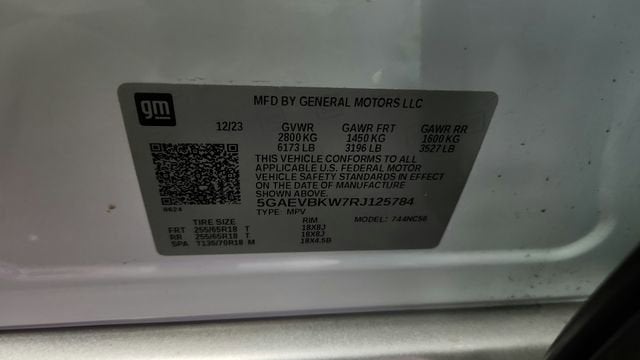 gm
MFD BY GENERAL MOTORS LLC
12/23 GVWR GAWR FRT GAWR RR
2800 KG 1450 KG 1600 KG
6173 LB 3196 LB 3527 LB
THIS VEHICLE CONFORMS TO ALL
APPLICABLE U.S. FEDERAL MOTOR
VEHICLE SAFETY STANDARDS IN EFFECT
ON THE DATE OF MANUFACTURE
SHOWN ABOVE.
5GAEVBKW7RJ125784
0624 TYPE: MPV MODEL: 744NC56
TIRE SIZE RIM
FRT 255/65R18 T 18X8J
RR 255/65R18 T 18X8J
SPA T135/70R18 M 18X4.5B